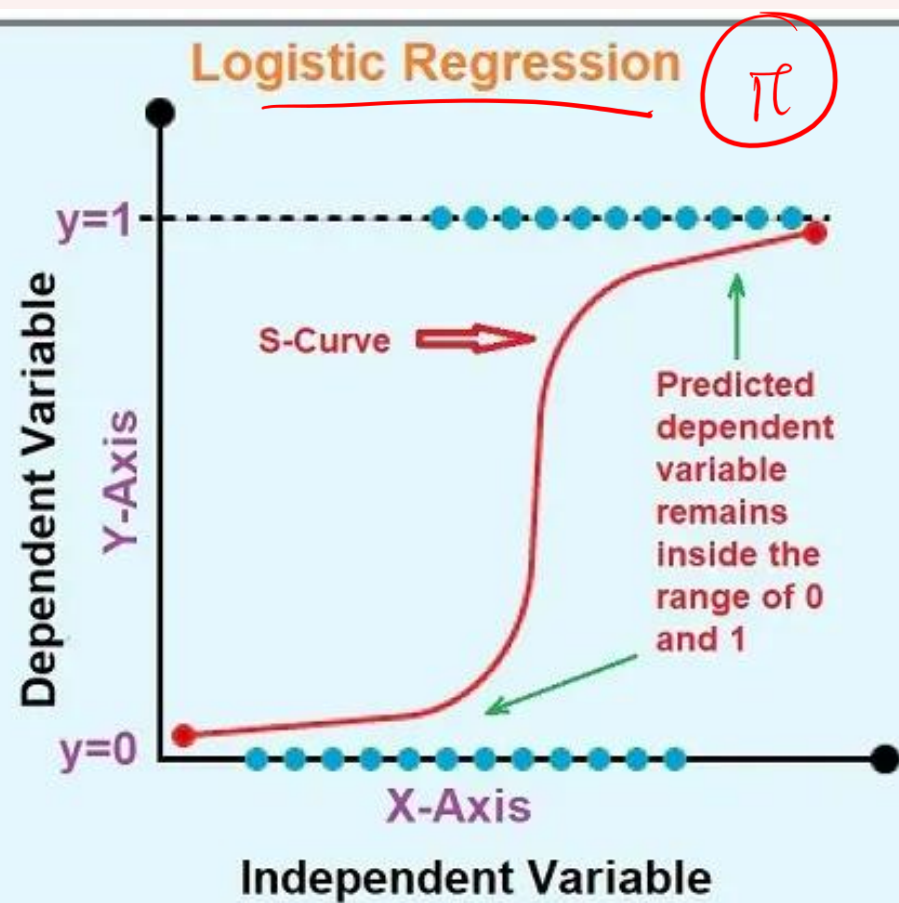 Logistic Regression
π
y=1
S-Curve
Predicted
dependent
variable
remains
inside the
range of 0
and 1
Dependent Variable
Y-Axis
y=0
X-Axis
Independent Variable